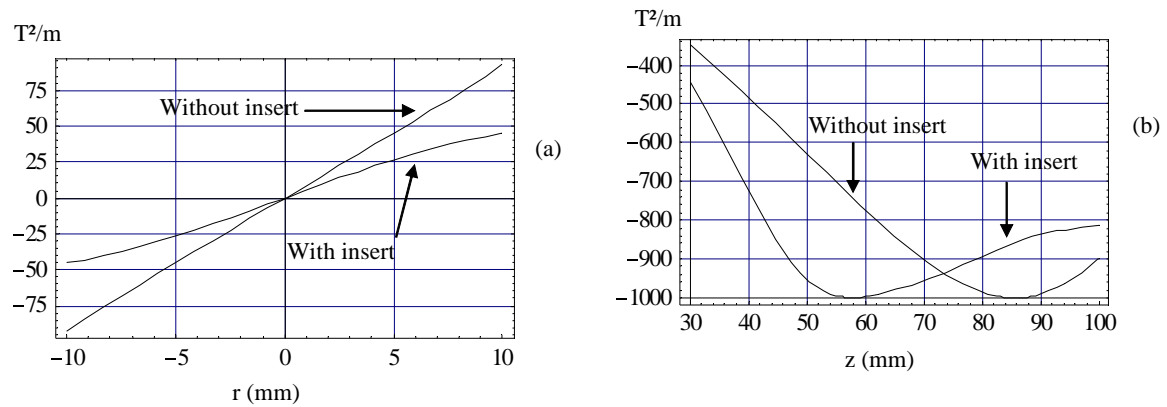 T²/m
75
50
25
0
−25
−50
−75
−10
−5
0
5
10
r (mm)
Without insert
With insert
(a)
T²/m
−400
−500
−600
−700
−800
−900
−1000
30
40
50
60
70
80
90
100
z (mm)
Without insert
With insert
(b)